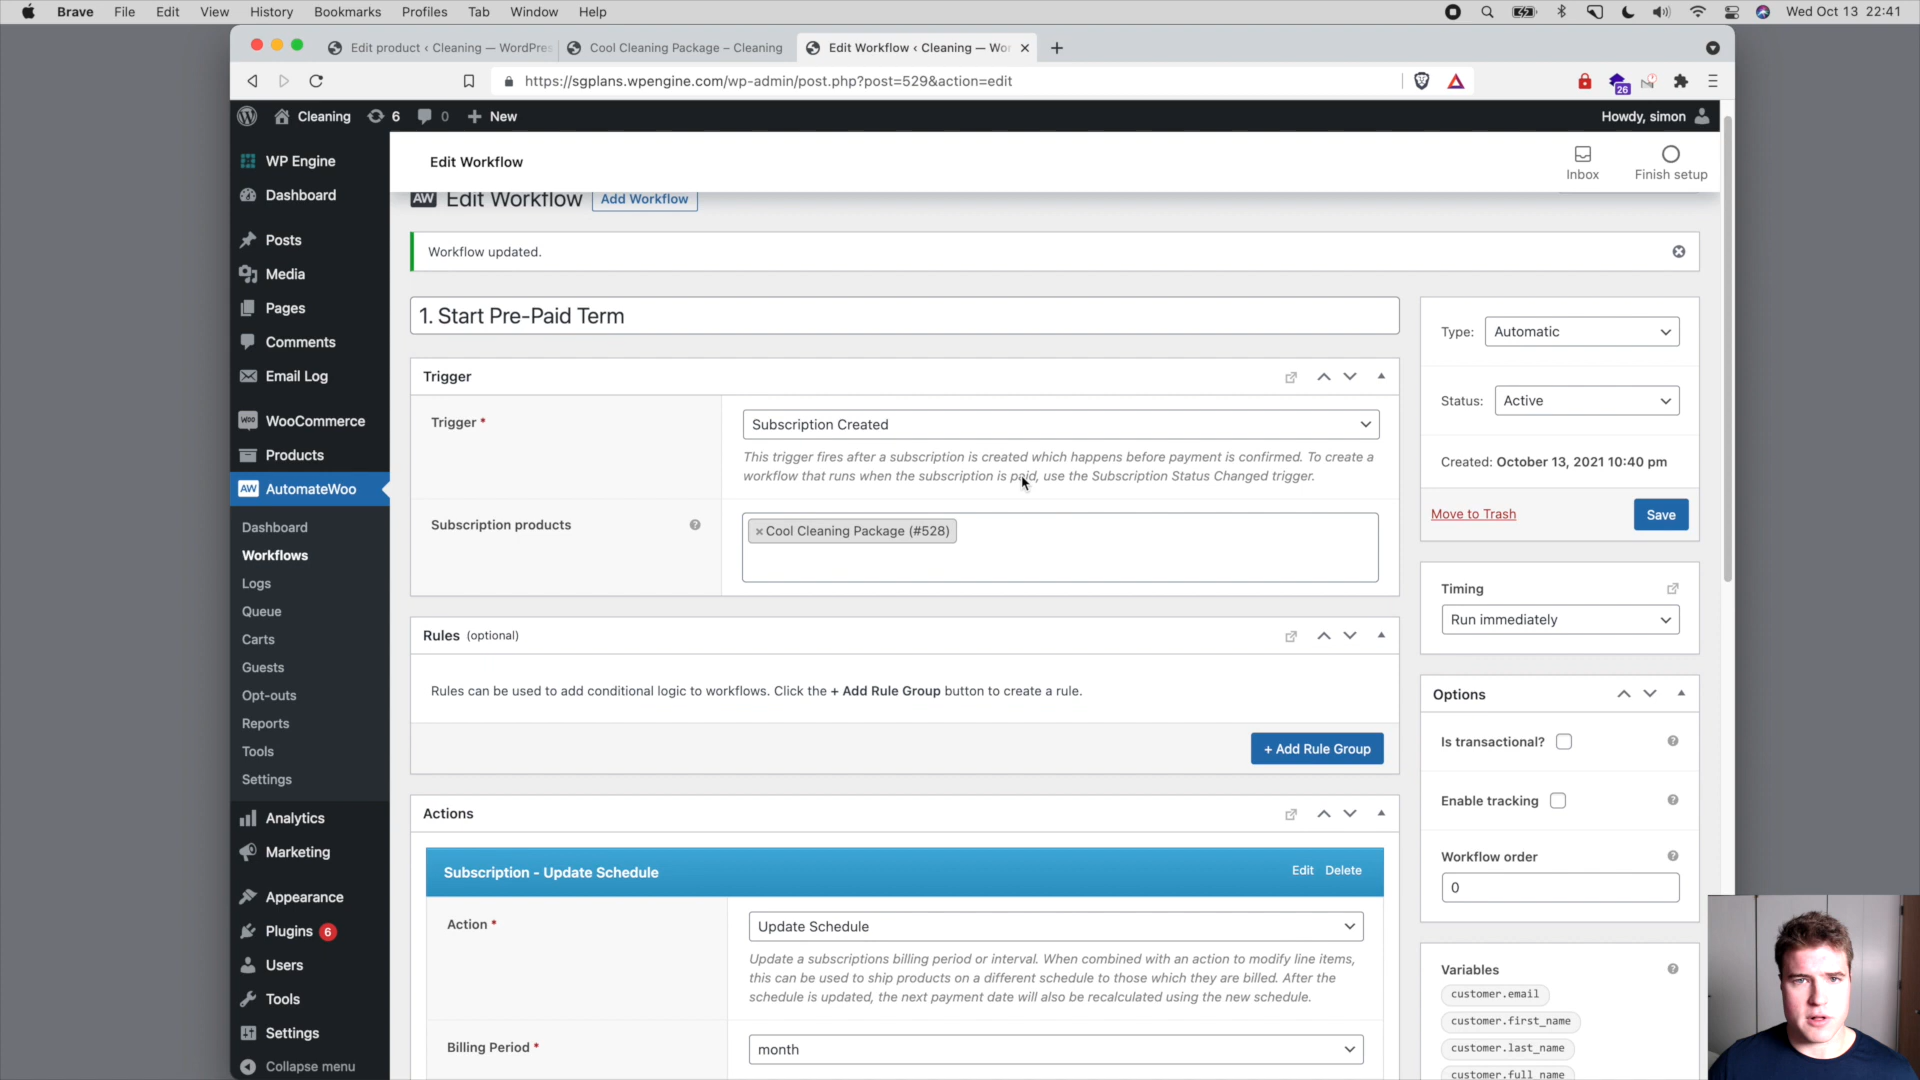 Brave File Edit View History Bookmarks Profiles Tab Window Help Wed Oct 13 22:41
Edit product ‹ Cleaning — WordPres Cool Cleaning Package – Cleaning Edit Workflow ‹ Cleaning — Wor
https://sgplans.wpengine.com/wp-admin/post.php?post=529&action=edit 26
Cleaning 6 0 New Howdy, simon
WP Engine
Dashboard
Posts
Media
Pages
Comments
Email Log
WooCommerce
Products
AW AutomateWoo
Dashboard
Workflows
Logs
Queue
Carts
Guests
Opt-outs
Reports
Tools
Settings
Analytics
Marketing
Appearance
Plugins 6
Users
Tools
Settings
Collapse menu
Edit Workflow
Inbox
Finish setup
AW Edit Workflow Add Workflow
Workflow updated.
1. Start Pre-Paid Term
Trigger
Trigger *
Subscription Created
This trigger fires after a subscription is created which happens before payment is confirmed. To create a
workflow that runs when the subscription is paid, use the Subscription Status Changed trigger.
Subscription products
×Cool Cleaning Package (#528)
Rules (optional)
Rules can be used to add conditional logic to workflows. Click the + Add Rule Group button to create a rule.
+ Add Rule Group
Actions
Subscription - Update Schedule Edit Delete
Action *
Update Schedule
Update a subscriptions billing period or interval. When combined with an action to modify line items,
this can be used to ship products on a different schedule to those which they are billed. After the
schedule is updated, the next payment date will also be recalculated using the new schedule.
Billing Period *
month
Type: Automatic
Status: Active
Created: October 13, 2021 10:40 pm
Move to Trash Save
Timing
Run immediately
Options
Is transactional?
Enable tracking
Workflow order
0
Variables
customer.email
customer.first_name
customer.last_name
customer.full_name